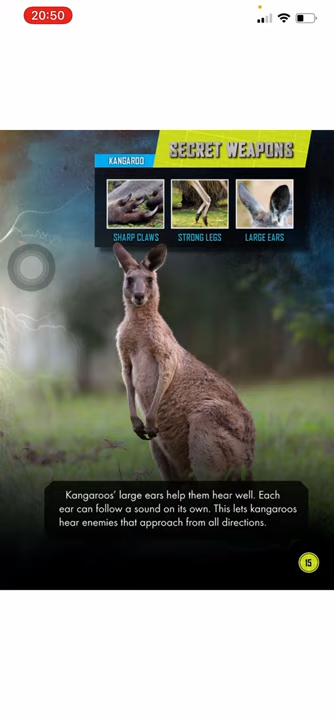 20:50
SECRET WEAPONS
KANGAROO
SHARP CLAWS
STRONG LEGS
LARGE EARS
Kangaroos' large ears help them hear well. Each
ear can follow a sound on its own. This lets kangaroos
hear enemies that approach from all directions.
15